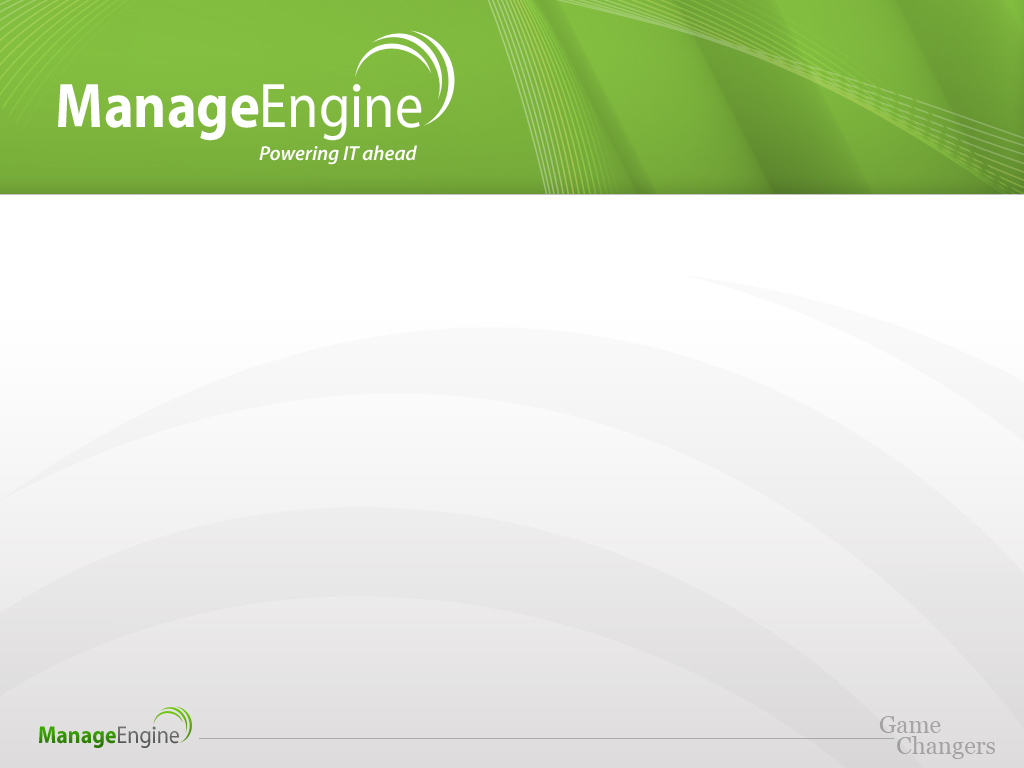 ManageEngine
Powering IT ahead
ManageEngine
Game
Changers